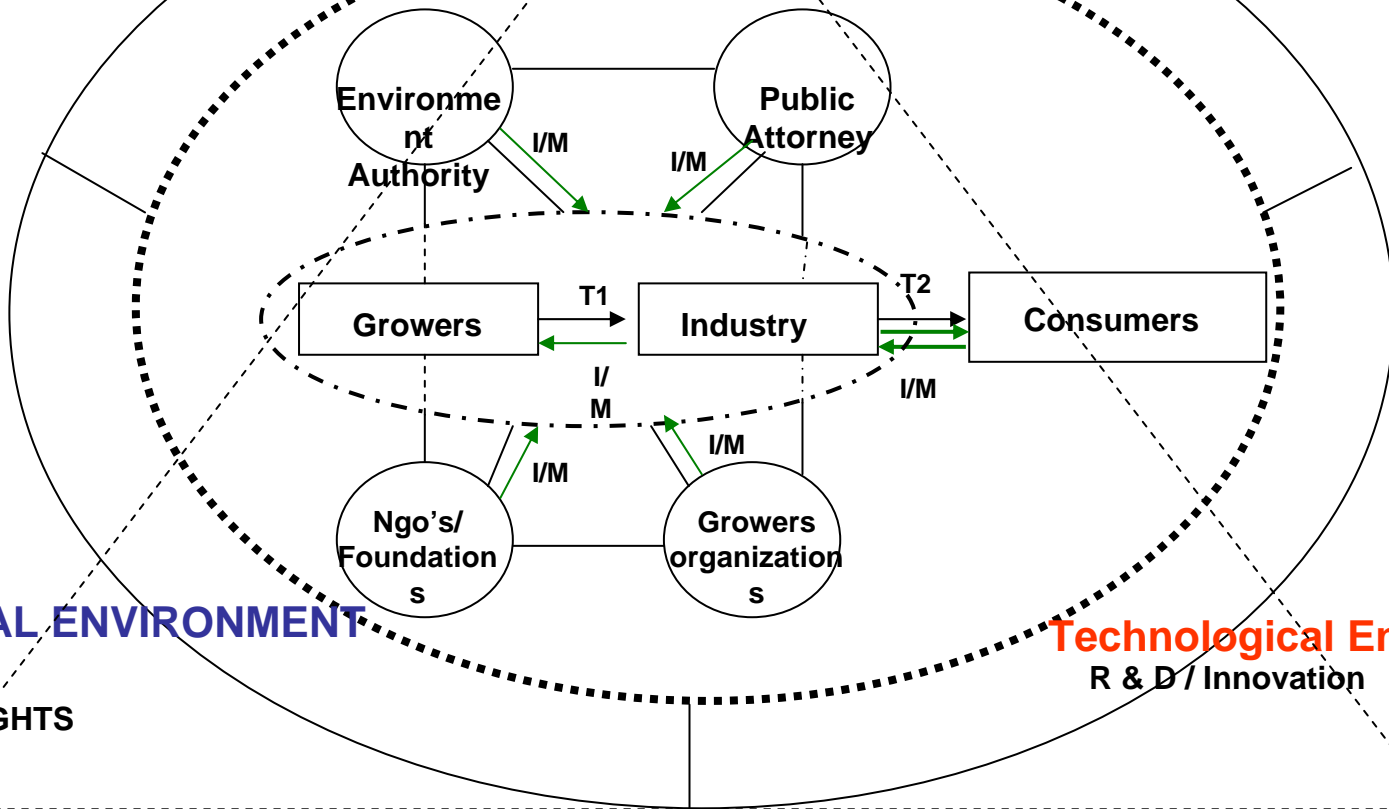 Environme
nt
Authority
Public
Attorney
I/M
I/M
T1
T2
Growers
Industry
Consumers
I/
M
I/M
I/M
I/M
Ngo's/
Foundation
s
Growers
organization
s
AL ENVIRONMENT
Technological En
R & D / Innovation
GHTS